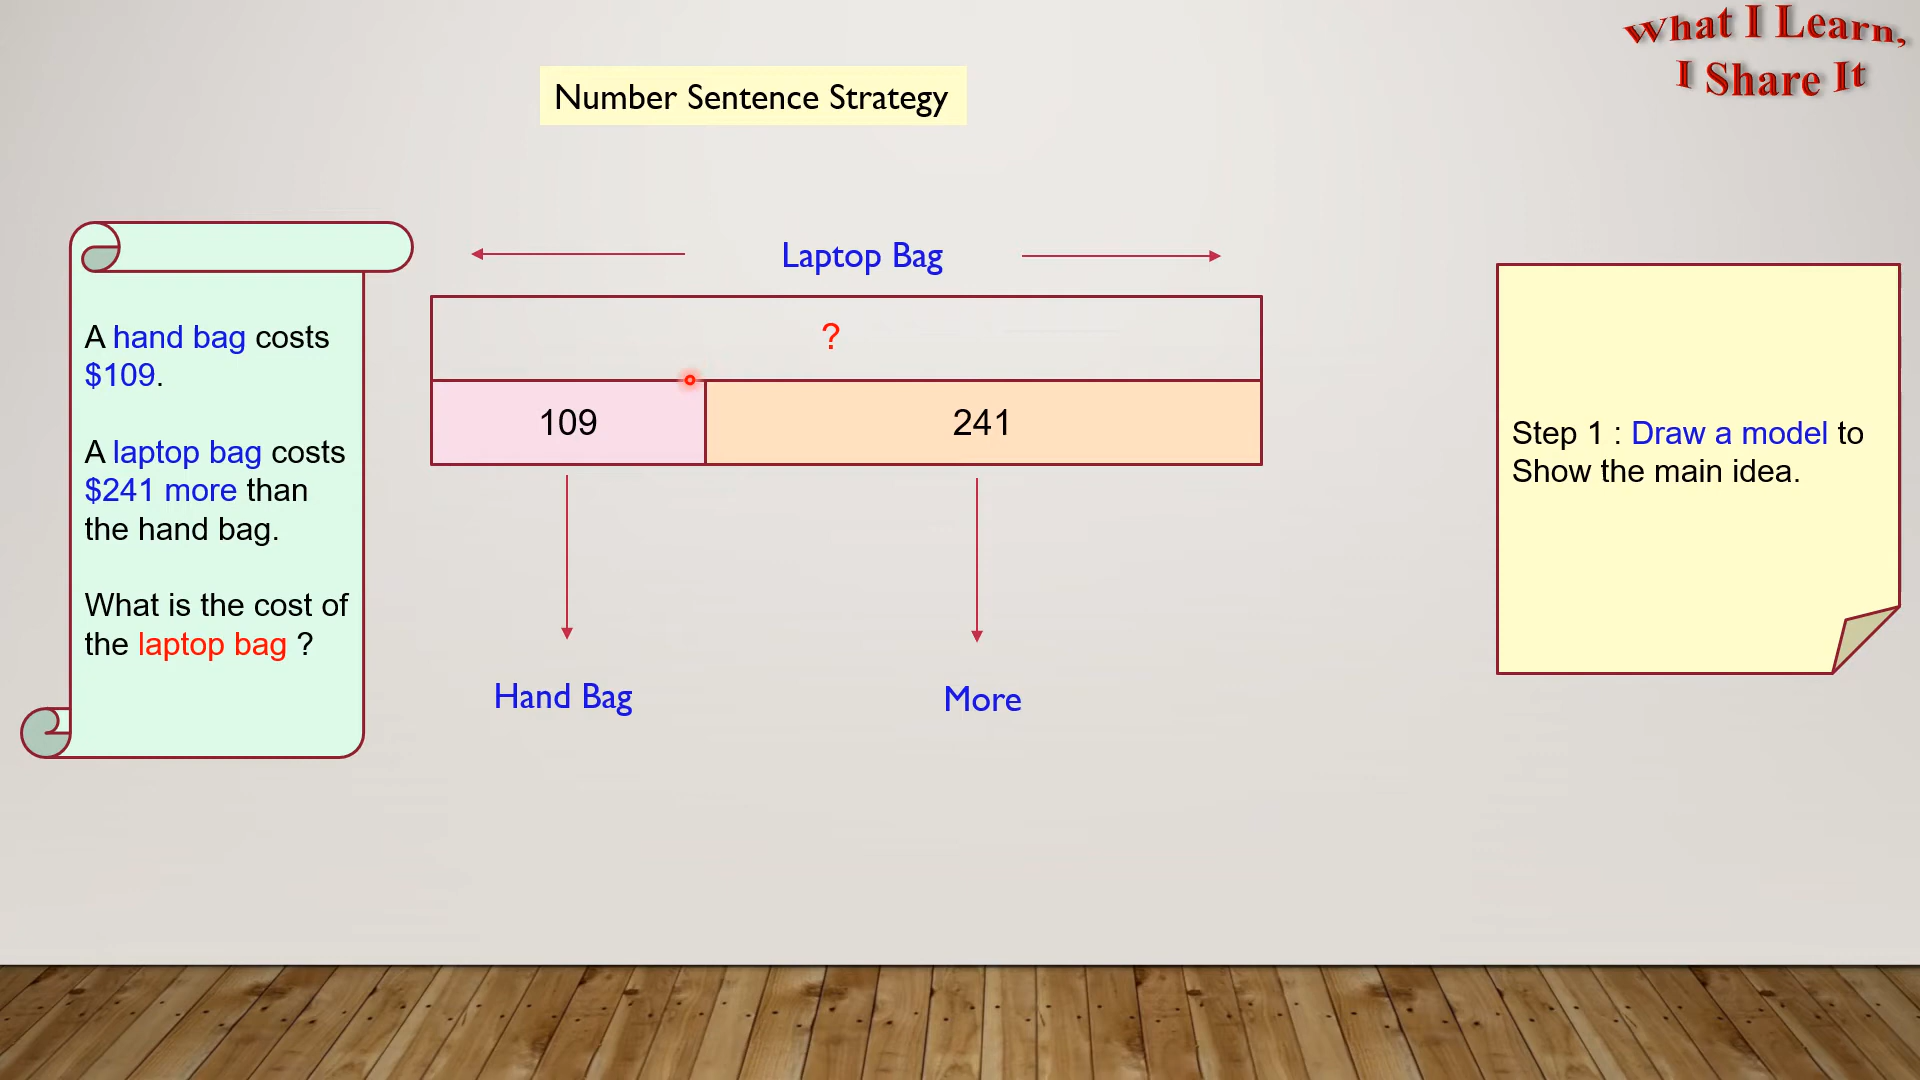 What I Learn,
I Share It
Number Sentence Strategy
A hand bag costs
$109.
A laptop bag costs
$241 more than
the hand bag.
What is the cost of
the laptop bag ?
Laptop Bag
?
109 241
Hand Bag
More
Step 1 : Draw a model to
Show the main idea.